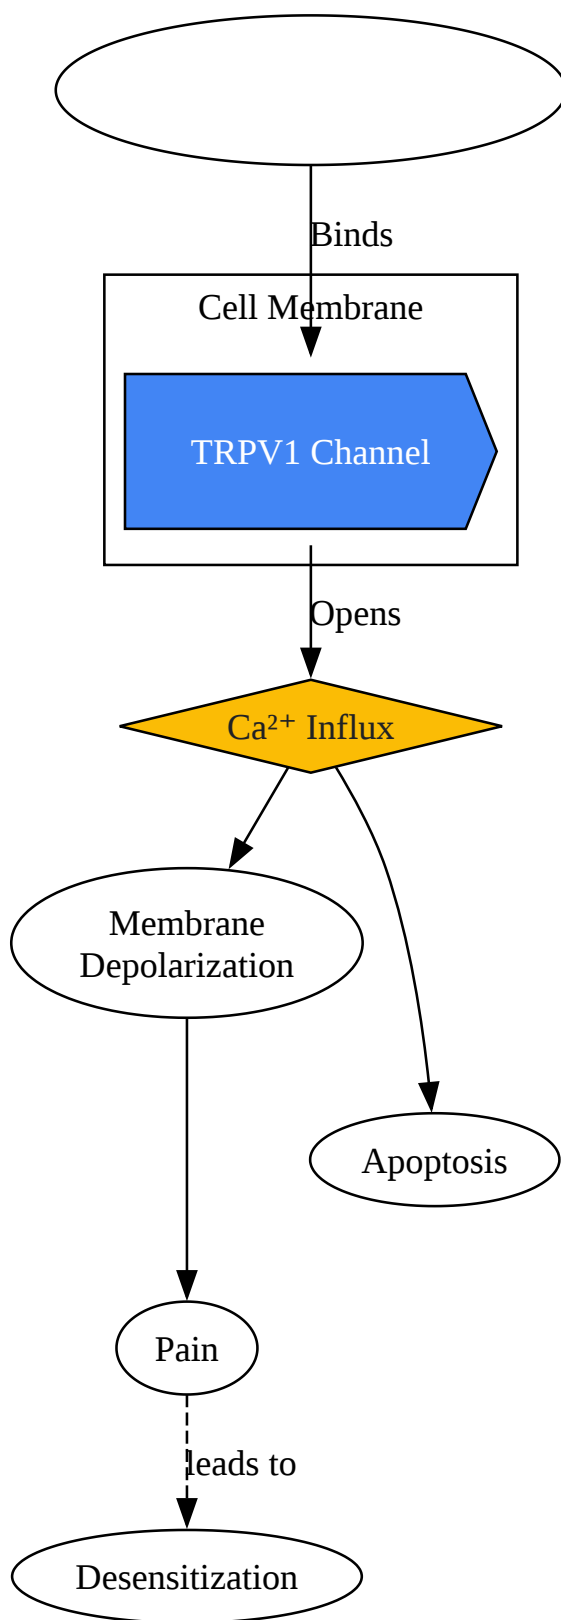 Binds
Cell Membrane
TRPV1 Channel
Opens
Ca²⁺ Influx
Membrane
Depolarization
Apoptosis
Pain
leads to
Desensitization